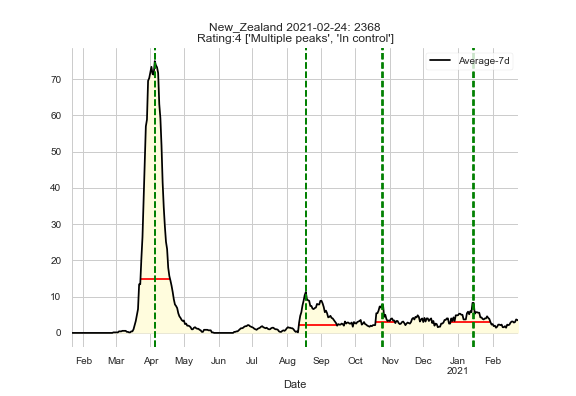 New_Zealand 2021-02-24: 2368
Rating:4 ['Multiple peaks', 'In control']
Average-7d
70
60
50
40
30
20
10
0
Feb Mar Apr May Jun Jul Aug Sep Oct Nov Dec Jan Feb
2021
Date